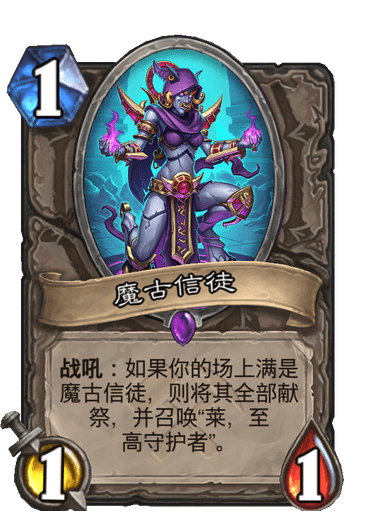 1
魔古信徒
战吼：如果你的场上满是
魔古信徒，则将其全部献
祭，并召唤“莱，至
高守护者”。
1
1